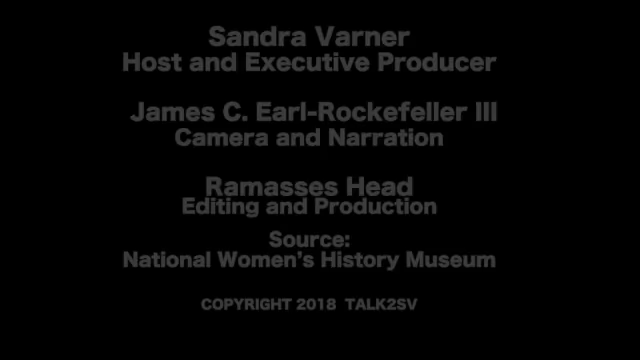 Sandra Varner
Host and Executive Producer
James C. Earl-Rockefeller III
Camera and Narration
Ramasses Head
Editing and Production
Source:
National Women's History Museum
COPYRIGHT 2018 TALK2SV